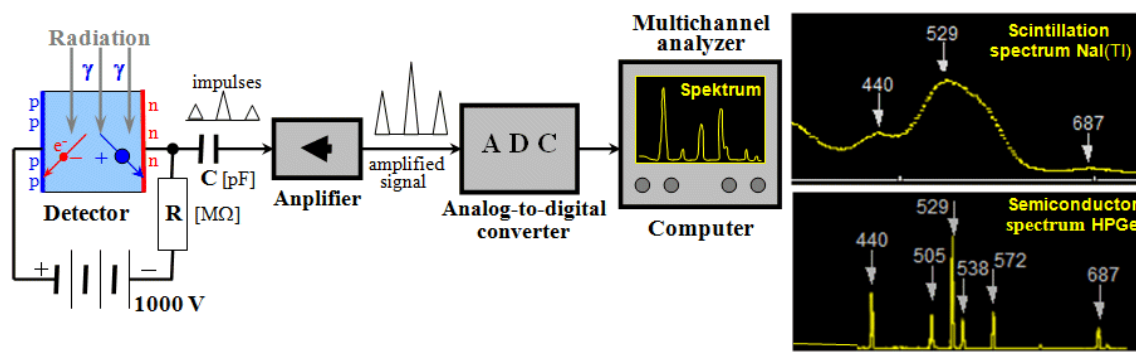 Radiation
γ γ
p
p
p
p
n
n
n
n
e-
−
+
Detector
impulses
C [pF]
R [MΩ]
+
−
1000 V
Anplifier
amplified
signal
A D C
Analog-to-digital
converter
Multichannel
analyzer
Spektrum
Computer
Scintillation
spectrum NaI(Tl)
440
529
687
Semiconductor
spectrum HPGe
440
505
529
538
572
687